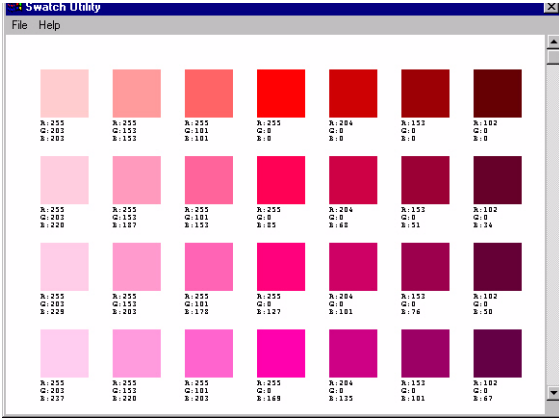 Swatch Utility
File Help
R:255 R:255 R:255 R:255 R:204 R:153 R:102
G:203 G:153 G:101 G:0 G:0 G:0 G:0
B:203 B:153 B:101 B:0 B:0 B:0 B:0
R:255 R:255 R:255 R:255 R:204 R:153 R:102
G:203 G:153 G:101 G:0 G:0 G:0 G:0
B:220 B:187 B:153 B:85 B:68 B:51 B:34
R:255 R:255 R:255 R:255 R:204 R:153 R:102
G:203 G:153 G:101 G:0 G:0 G:0 G:0
B:229 B:203 B:178 B:127 B:101 B:76 B:50
R:255 R:255 R:255 R:255 R:204 R:153 R:102
G:203 G:153 G:101 G:0 G:0 G:0 G:0
B:237 B:220 B:203 B:169 B:135 B:101 B:67